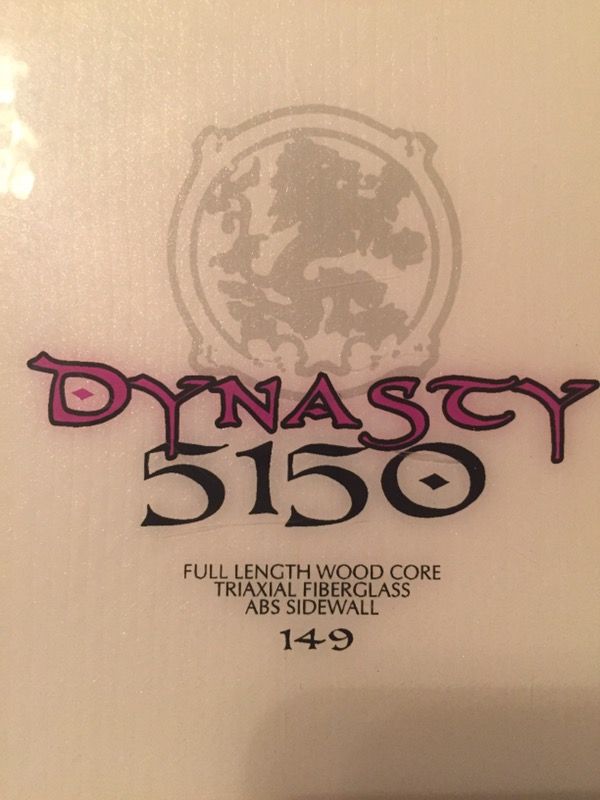 DYNASTY
5150
FULL LENGTH WOOD CORE
TRIAXIAL FIBERGLASS
ABS SIDEWALL
149